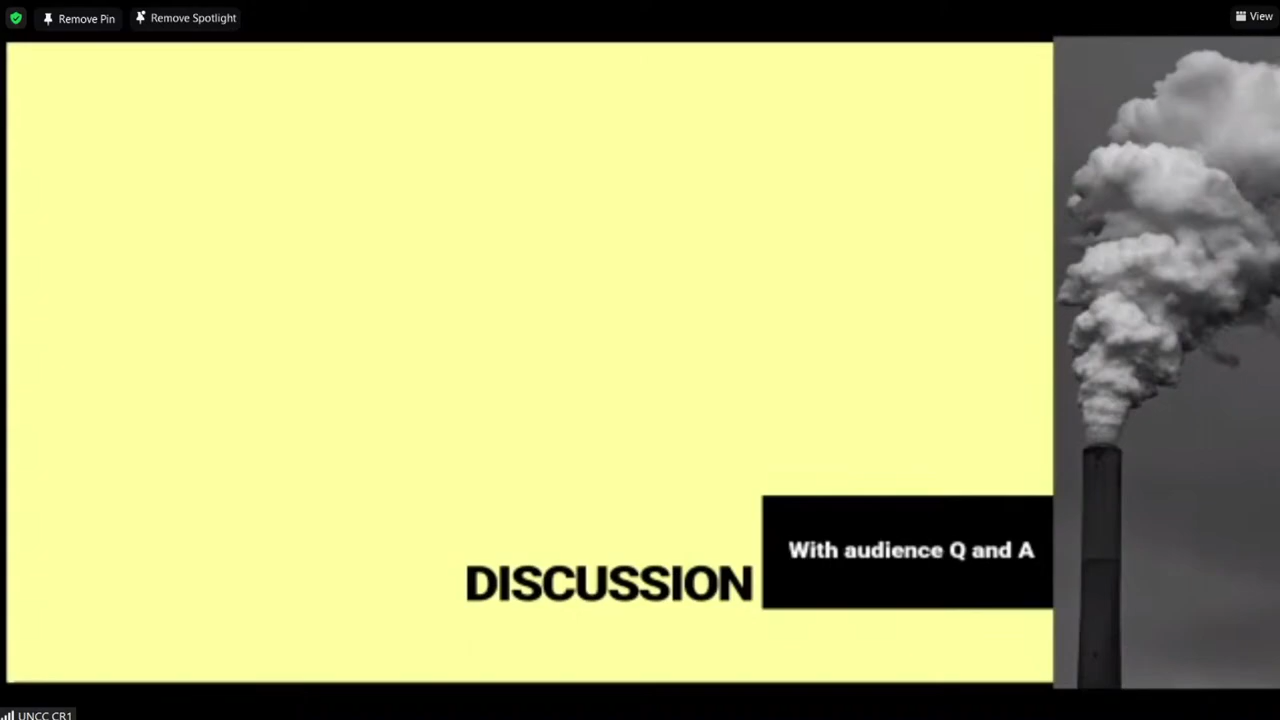 Remove Pin
Remove Spotlight
View
With audience Q and A
DISCUSSION
UNCC CR1